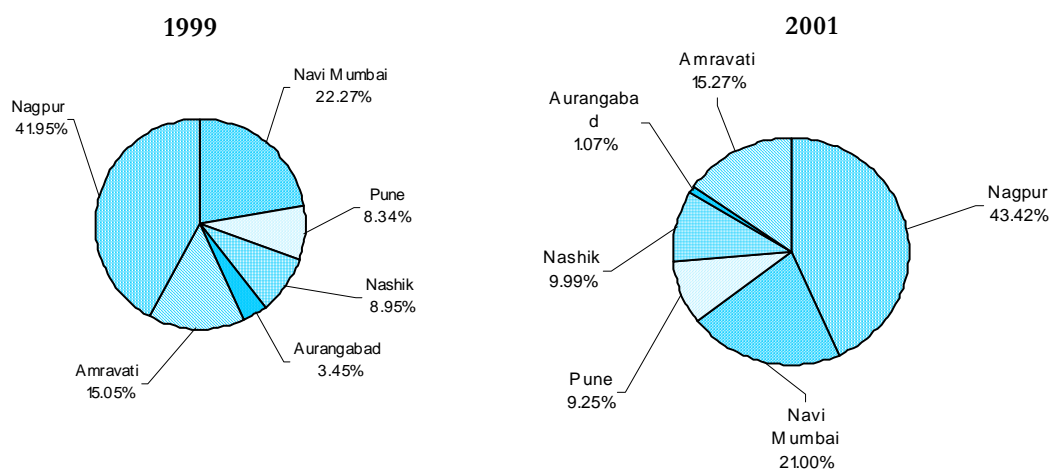 1999
Navi Mumbai
22.27%
Pune
8.34%
Nashik
8.95%
Aurangabad
3.45%
Amravati
15.05%
Nagpur
41.95%
2001
Nagpur
43.42%
Navi
Mumbai
21.00%
Pune
9.25%
Nashik
9.99%
Aurangaba
d
1.07%
Amravati
15.27%